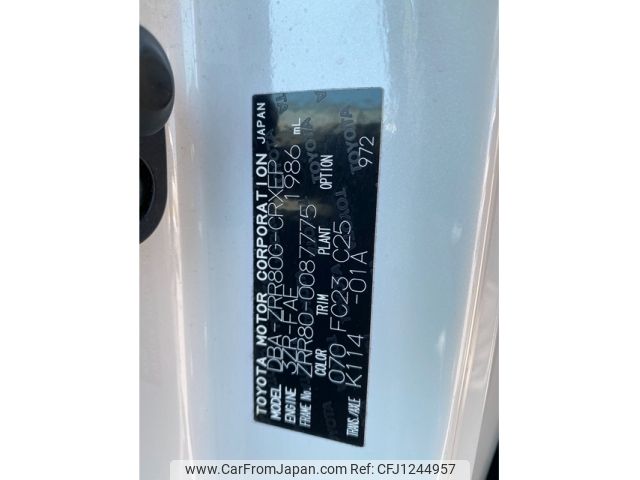 TOYOTA MOTOR CORPORATION JAPAN
MODEL DBA-ZRR80G-CRXEP
ENGINE 3ZR-FAE 1986 mL
FRAME No. ZRR80-0087775
COLOR TRIM PLANT OPTION
070 FC23 C25 972
TRANS./AXLE K114 -01A
www.CarFromJapan.com | Ref No. CFJ1244957